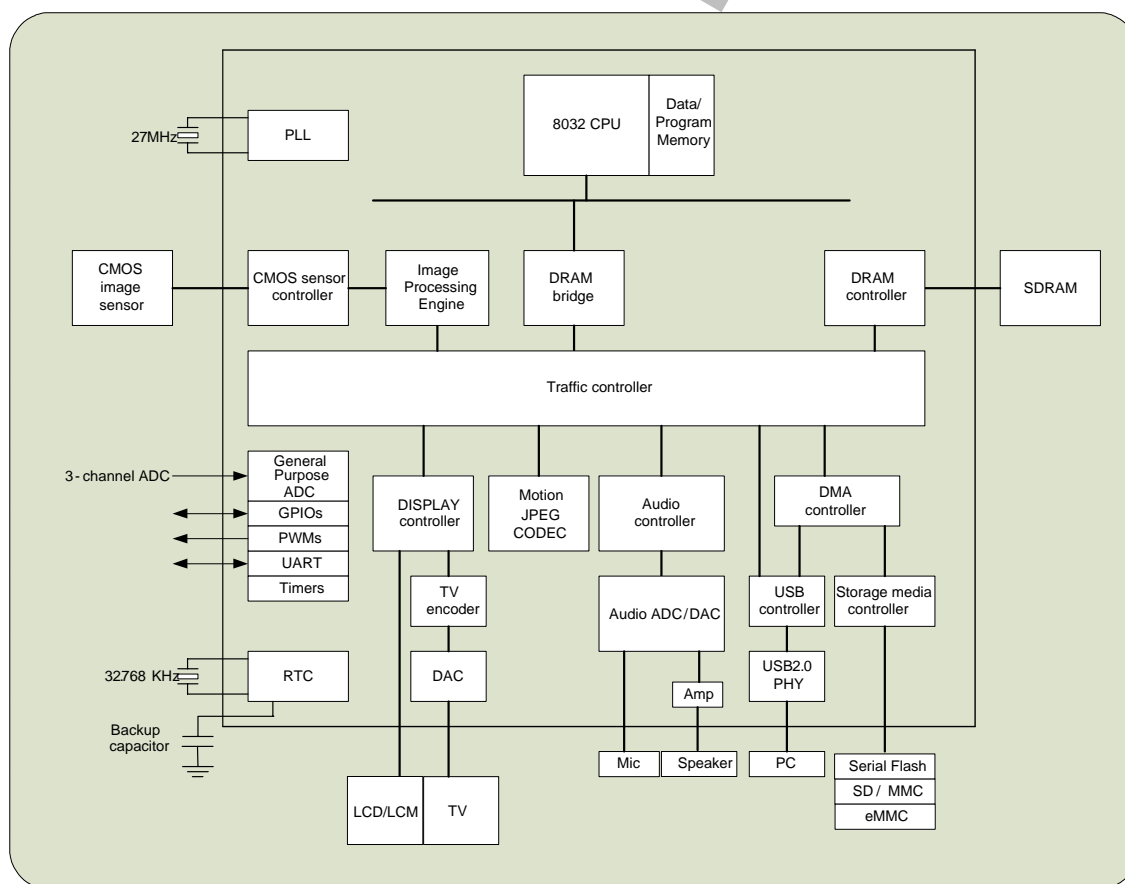 8032 CPU
Data/
Program
Memory
27MHz
PLL
CMOS
image
sensor
CMOS sensor
controller
Image
Processing
Engine
DRAM
bridge
DRAM
controller
SDRAM
Traffic controller
3-channel ADC
General
Purpose
ADC
GPIOs
PWMs
UART
Timers
DISPLAY
controller
Motion
JPEG
CODEC
Audio
controller
DMA
controller
TV
encoder
Audio ADC/DAC
USB
controller
Storage media
controller
32.768 KHz
RTC
DAC
Amp
USB2.0
PHY
Backup
capacitor
Mic
Speaker
PC
Serial Flash
SD / MMC
eMMC
LCD/LCM
TV